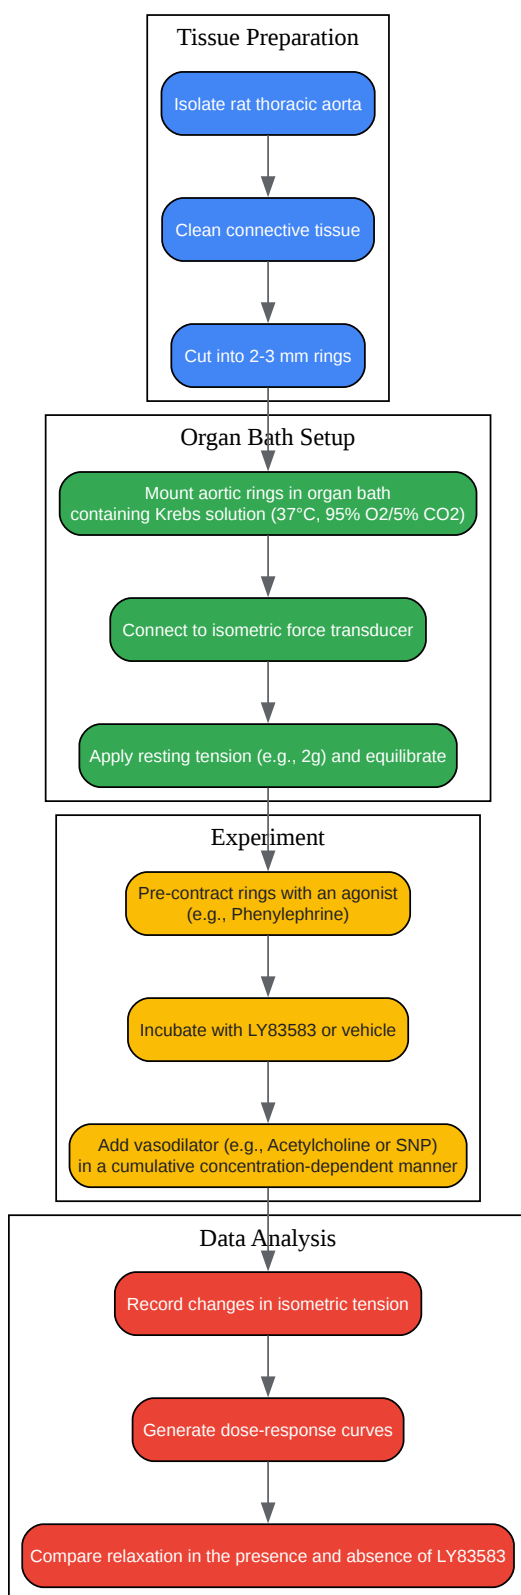 Tissue Preparation
Isolate rat thoracic aorta
Clean connective tissue
Cut into 2-3 mm rings
Organ Bath Setup
Mount aortic rings in organ bath
containing Krebs solution (37°C, 95% O2/5% CO2)
Connect to isometric force transducer
Apply resting tension (e.g., 2g) and equilibrate
Experiment
Pre-contract rings with an agonist
(e.g., Phenylephrine)
Incubate with LY83583 or vehicle
Add vasodilator (e.g., Acetylcholine or SNP)
in a cumulative concentration-dependent manner
Data Analysis
Record changes in isometric tension
Generate dose-response curves
Compare relaxation in the presence and absence of LY83583